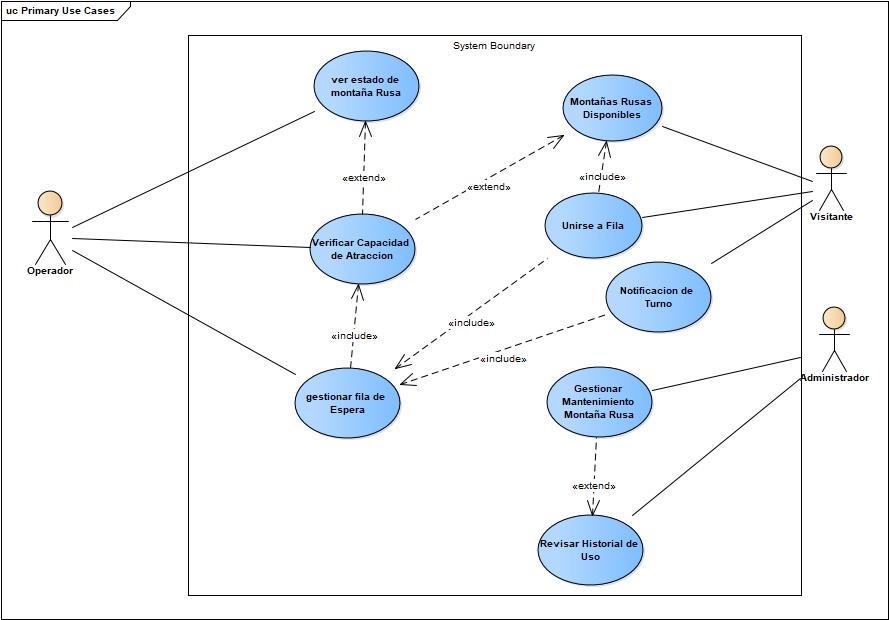 uc Primary Use Cases
System Boundary
ver estado de
montaña Rusa
Montañas Rusas
Disponibles
«extend»
«extend»
«include»
Visitante
Operador
Verificar Capacidad
de Atraccion
Unirse a Fila
Notificacion de
Turno
«include»
«include»
«include»
Administrador
gestionar fila de
Espera
Gestionar
Mantenimiento
Montaña Rusa
«extend»
Revisar Historial de
Uso